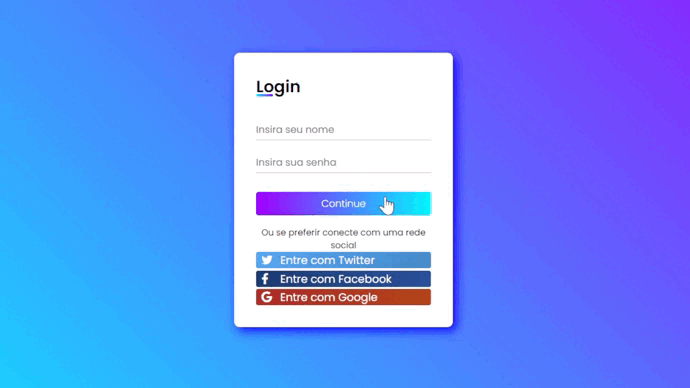 Login
Insira seu nome
Insira sua senha
Continue
Ou se preferir conecte com uma rede
social
Entre com Twitter
Entre com Facebook
Entre com Google